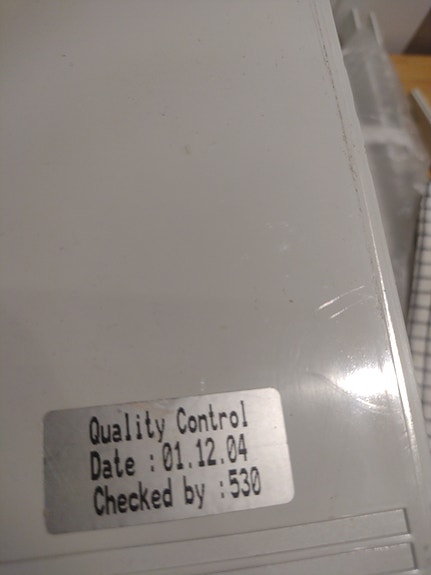 Quality Control
Date : 01.12.04
Checked by : 530